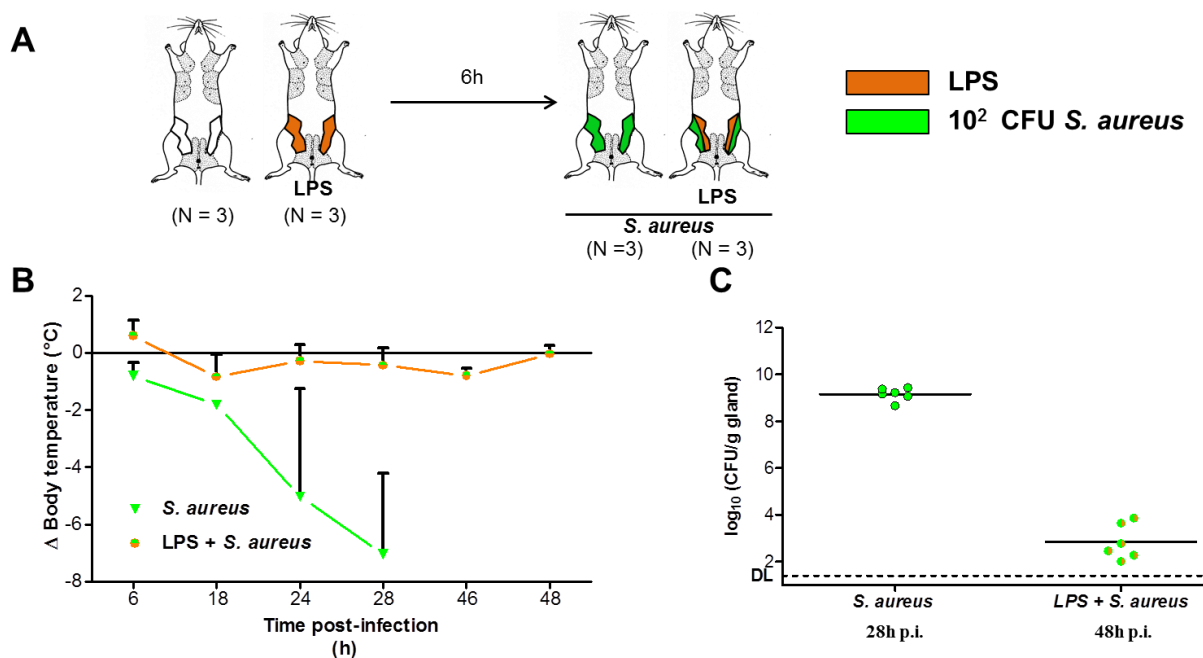 A
6h
LPS
10² CFU S. aureus
LPS
(N = 3)
(N = 3)
LPS
S. aureus
(N =3)
(N = 3)
B
Δ Body temperature (°C)
2
0
-2
-4
-6
-8
S. aureus
LPS + S. aureus
6
18
24
28
46
48
Time post-infection
(h)
C
log₁₀ (CFU/g gland)
12
10
8
6
4
2
DL
S. aureus
LPS + S. aureus
28h p.i.
48h p.i.